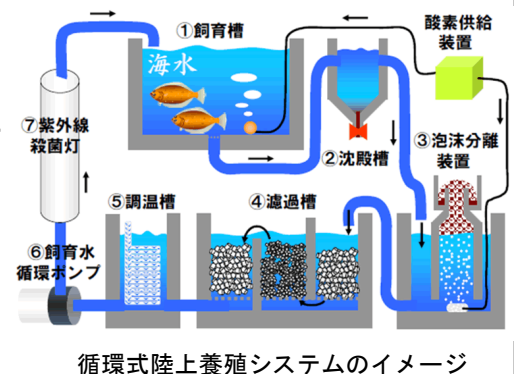 ①飼育槽
海水
酸素供給
装置
⑦紫外線
殺菌灯
②沈殿槽
③泡沫分離
装置
⑤調温槽
④濾過槽
⑥飼育水
循環ポンプ
循環式陸上養殖システムのイメージ